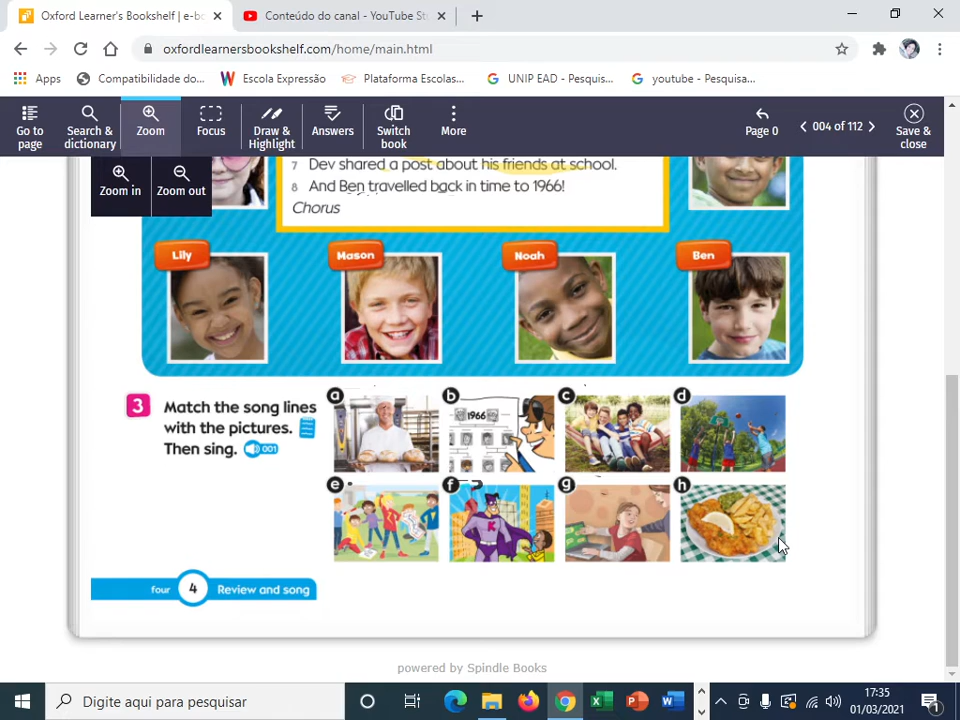 Oxford Learner's Bookshelf | e-bo
Conteúdo do canal - YouTube St
oxfordlearnersbookshelf.com/home/main.html
Apps
Compatibilidade do...
Escola Expressão
Plataforma Escolas...
UNIP EAD - Pesquis...
youtube - Pesquisa...
Go to page
Search & dictionary
Zoom
Focus
Draw & Highlight
Answers
Switch book
More
Page 0
004 of 112
Save & close
Zoom in
Zoom out
7 Dev shared a post about his friends at school.
8 And Ben travelled back in time to 1966!
Chorus
Lily
Mason
Noah
Ben
3 Match the song lines
with the pictures.
Then sing. 001
a
b
c
d
1966
e
f
g
h
K
four 4 Review and song
powered by Spindle Books
Digite aqui para pesquisar
17:35
01/03/2021
1